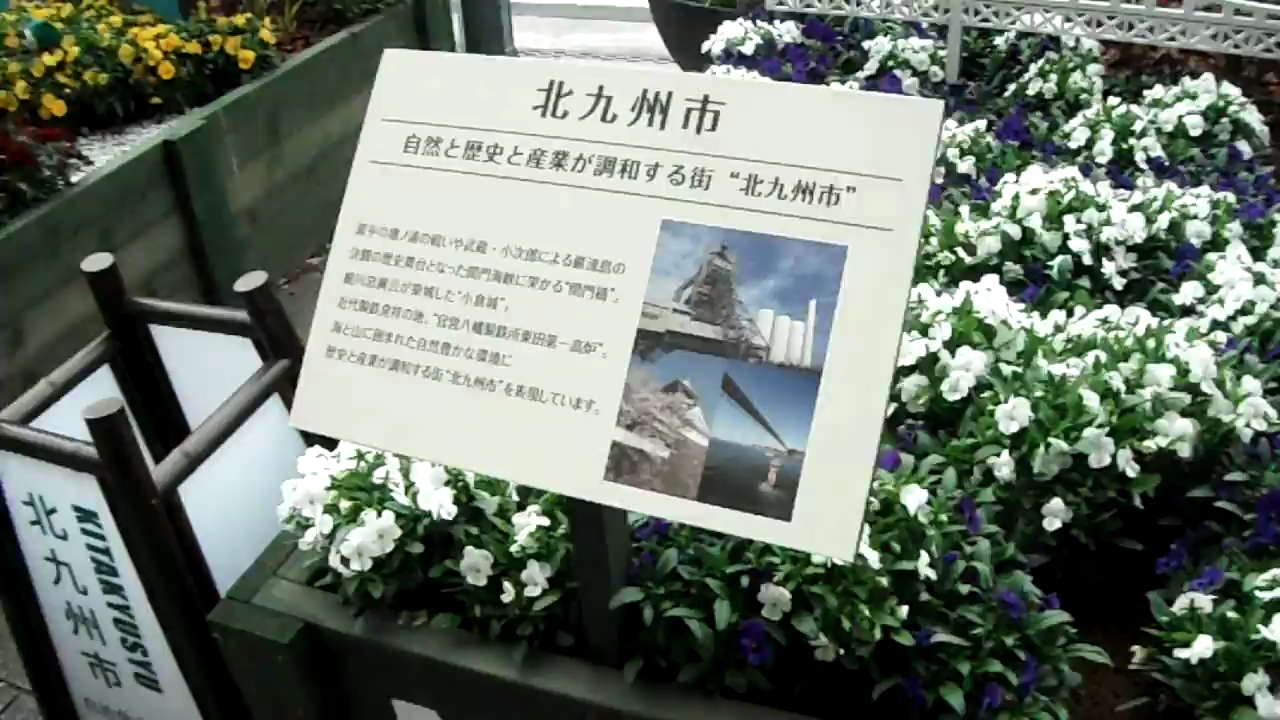 北九州市
自然と歴史と産業が調和する街“北九州市”
源平の壇ノ浦の戦いや武蔵・小次郎による巌流島の
決闘の歴史舞台となった関門海峡に架かる“関門橋”。
細川忠興公が築城した“小倉城”。
近代製鉄発祥の地、“官営八幡製鉄所東田第一高炉”。
海と山に囲まれた自然豊かな環境に
歴史と産業が調和する街“北九州市”を表現しています。
北九州市
KITAKYUSYU